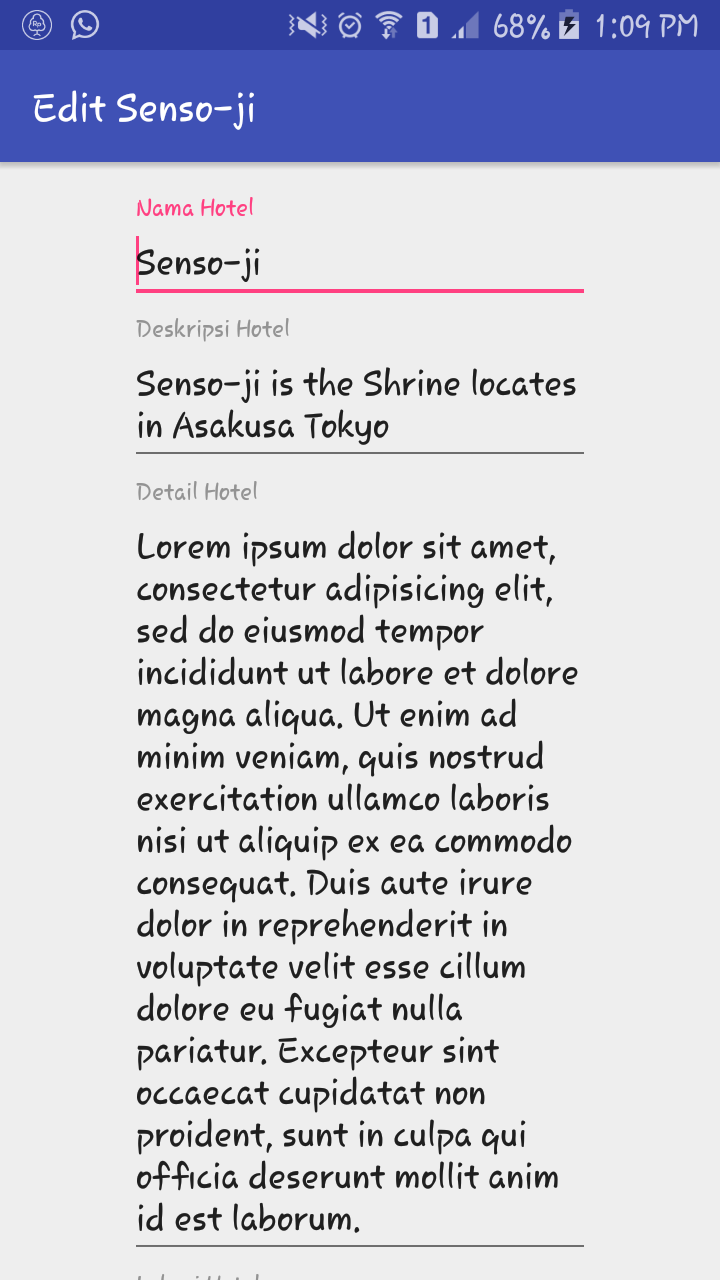 68% 1:09 PM
Edit Senso-ji
Nama Hotel
Senso-ji
Deskripsi Hotel
Senso-ji is the Shrine locates
in Asakusa Tokyo
Detail Hotel
Lorem ipsum dolor sit amet,
consectetur adipisicing elit,
sed do eiusmod tempor
incididunt ut labore et dolore
magna aliqua. Ut enim ad
minim veniam, quis nostrud
exercitation ullamco laboris
nisi ut aliquip ex ea commodo
consequat. Duis aute irure
dolor in reprehenderit in
voluptate velit esse cillum
dolore eu fugiat nulla
pariatur. Excepteur sint
occaecat cupidatat non
proident, sunt in culpa qui
officia deserunt mollit anim
id est laborum.